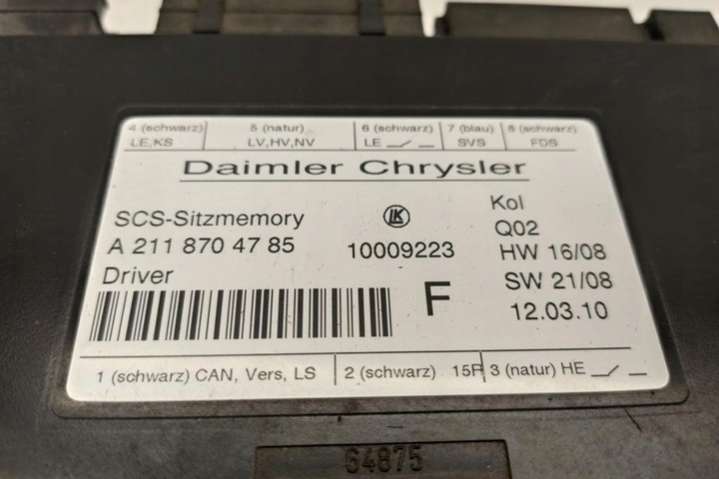 4 (schwarz) 5 (natur) 6 (schwarz) 7 (blau) 8 (schwarz)
LE,KS LV,HV,NV LE SVS FDS
Daimler Chrysler
SCS-Sitzmemory LK Kol
A 211 870 47 85 10009223 Q02
HW 16/08
Driver F SW 21/08
12.03.10
1 (schwarz) CAN, Vers, LS 2 (schwarz) 15R 3 (natur) HE
64875